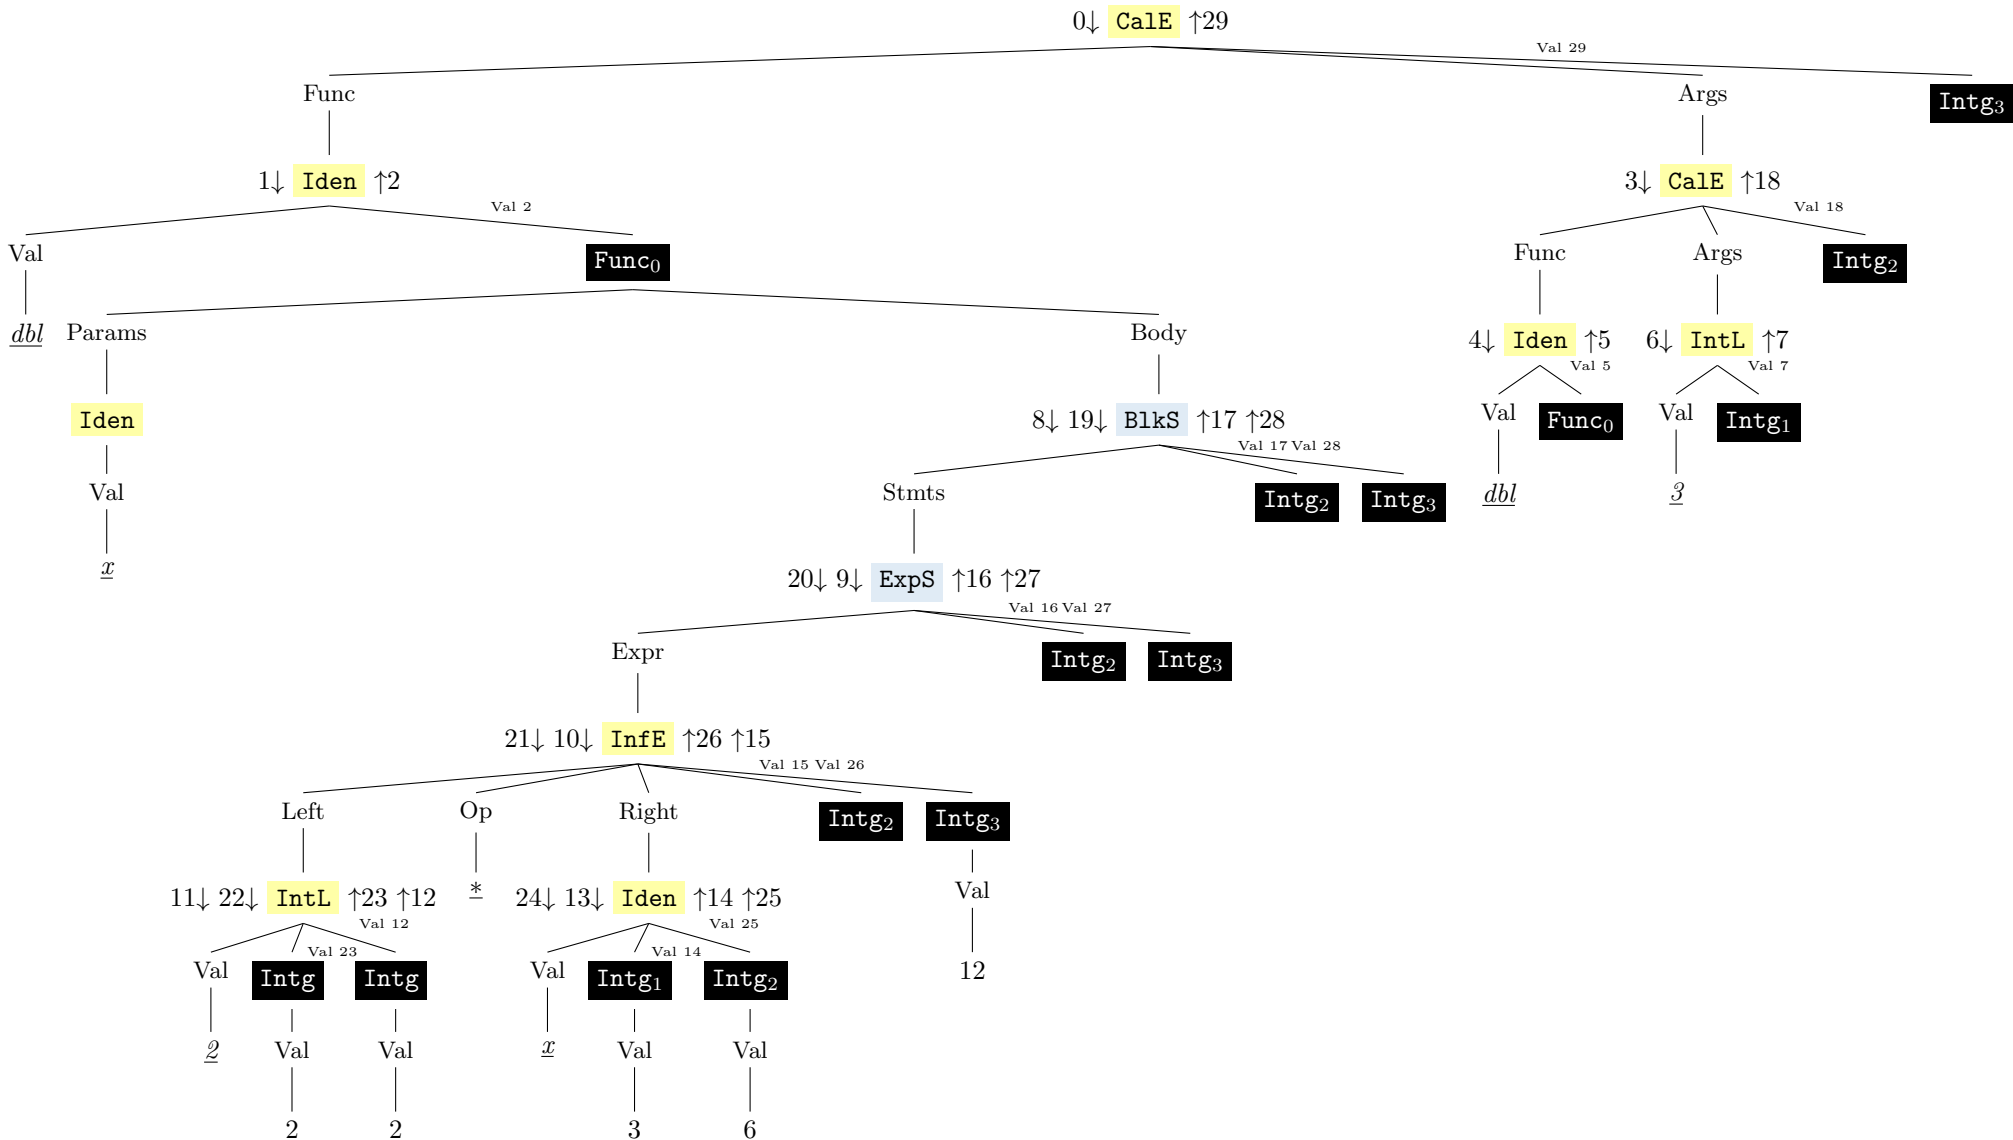 0↓ CalE ↑29
Val 29
Func Args Intg3
1↓ Iden ↑2 3↓ CalE ↑18
Val 2 Val 18
Val Func0 Func Args Intg2
dbl Params Body 4↓ Iden ↑5 6↓ IntL ↑7
Val 5 Val 7
Iden 8↓ 19↓ BlkS ↑17 ↑28 Val Func0 Val Intg1
Val 17 Val 28
Val Stmts Intg2 Intg3 dbl 3
x 20↓ 9↓ ExpS ↑16 ↑27
Val 16 Val 27
Expr Intg2 Intg3
21↓ 10↓ InfE ↑26 ↑15
Val 15 Val 26
Left Op Right Intg2 Intg3
11↓ 22↓ IntL ↑23 ↑12 * 24↓ 13↓ Iden ↑14 ↑25 Val
Val 12 Val 25
Val 23 Val 14
Val Intg Intg Val Intg1 Intg2 12
2 Val Val x Val Val
2 2 3 6